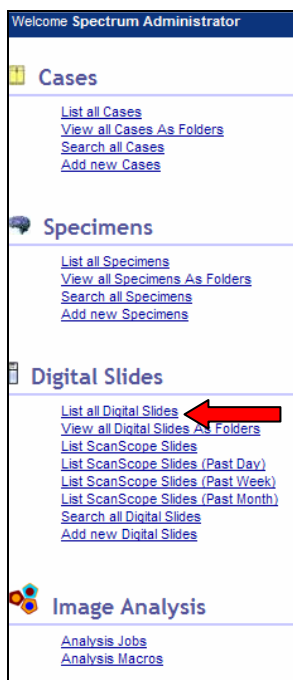 Welcome Spectrum Administrator
Cases
List all Cases
View all Cases As Folders
Search all Cases
Add new Cases
Specimens
List all Specimens
View all Specimens As Folders
Search all Specimens
Add new Specimens
Digital Slides
List all Digital Slides
View all Digital Slides As Folders
List ScanScope Slides
List ScanScope Slides (Past Day)
List ScanScope Slides (Past Week)
List ScanScope Slides (Past Month)
Search all Digital Slides
Add new Digital Slides
Image Analysis
Analysis Jobs
Analysis Macros